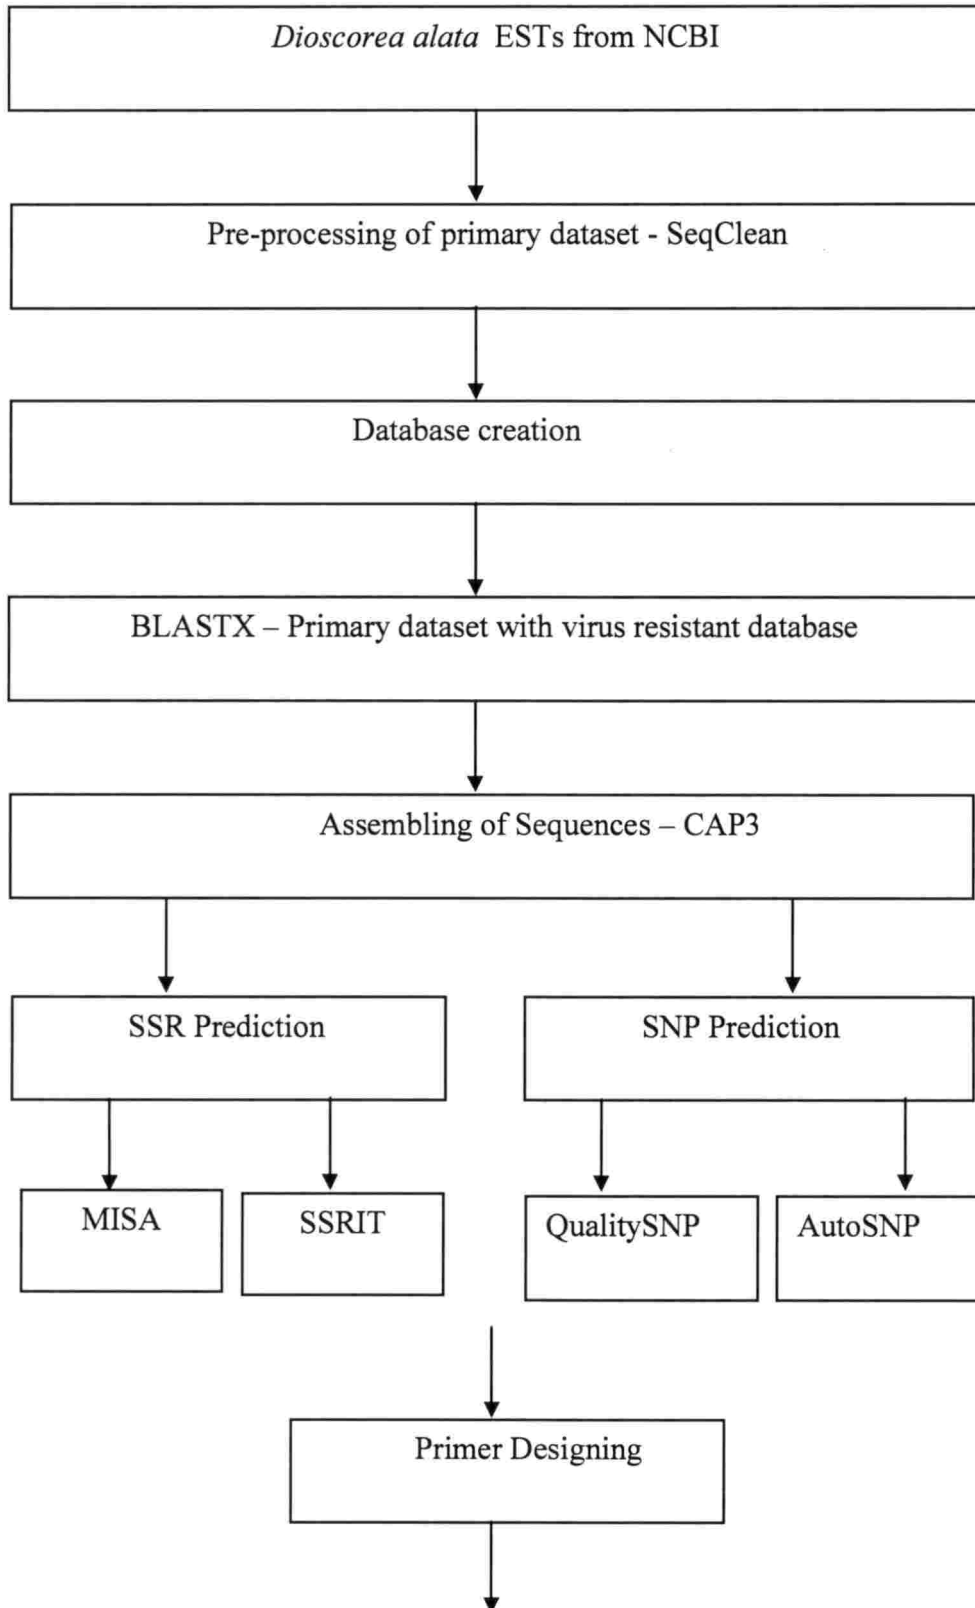 Dioscorea alata ESTs from NCBI
Pre-processing of primary dataset - SeqClean
Database creation
BLASTX – Primary dataset with virus resistant database
Assembling of Sequences – CAP3
SSR Prediction
SNP Prediction
MISA
SSRIT
QualitySNP
AutoSNP
Primer Designing